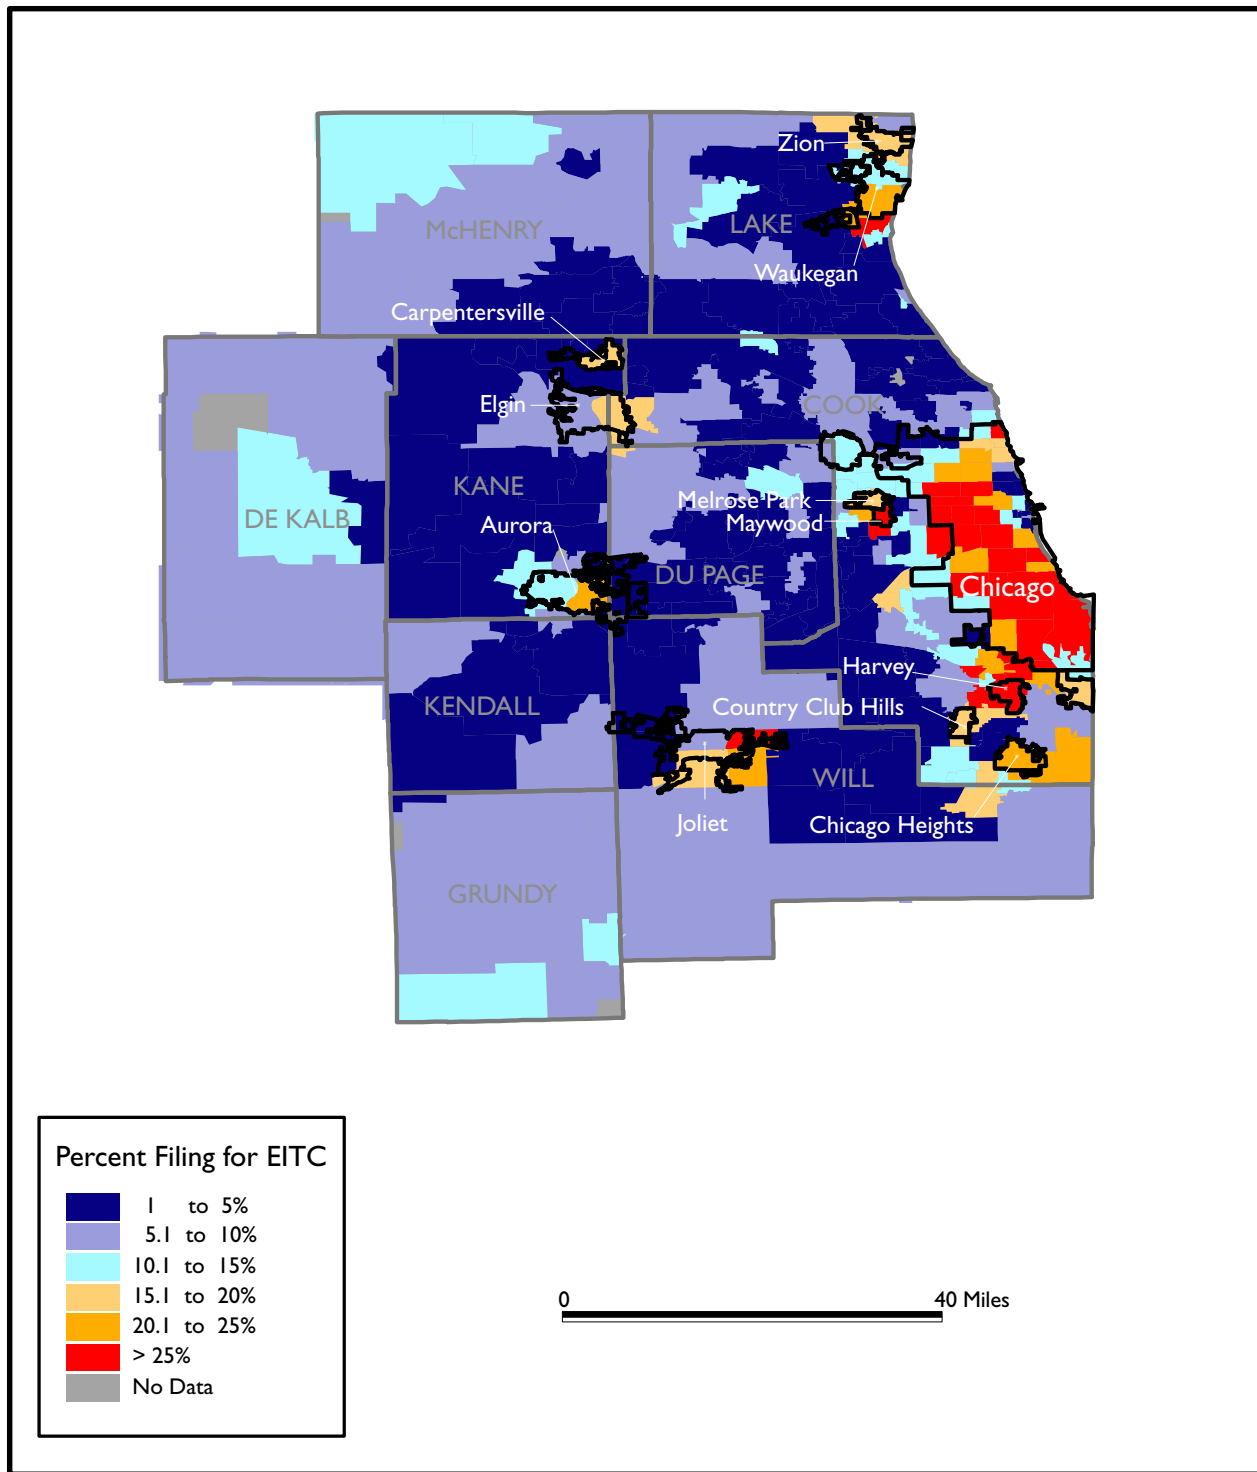 Zion
McHENRY
LAKE
Waukegan
Carpentersville
Elgin
COOK
KANE
Melrose Park
DE KALB
Aurora
Maywood
DU PAGE
Chicago
Harvey
KENDALL
Country Club Hills
WILL
Joliet
Chicago Heights
GRUNDY
Percent Filing for EITC
1 to 5%
5.1 to 10%
10.1 to 15%
15.1 to 20%
20.1 to 25%
> 25%
No Data
0 40 Miles